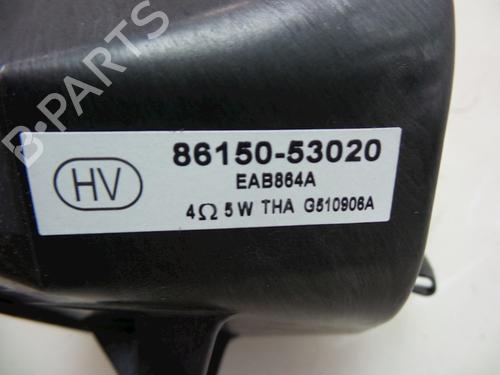 B-PARTS
HV
86150-53020
EAB864A
4Ω 5W THA G510906A